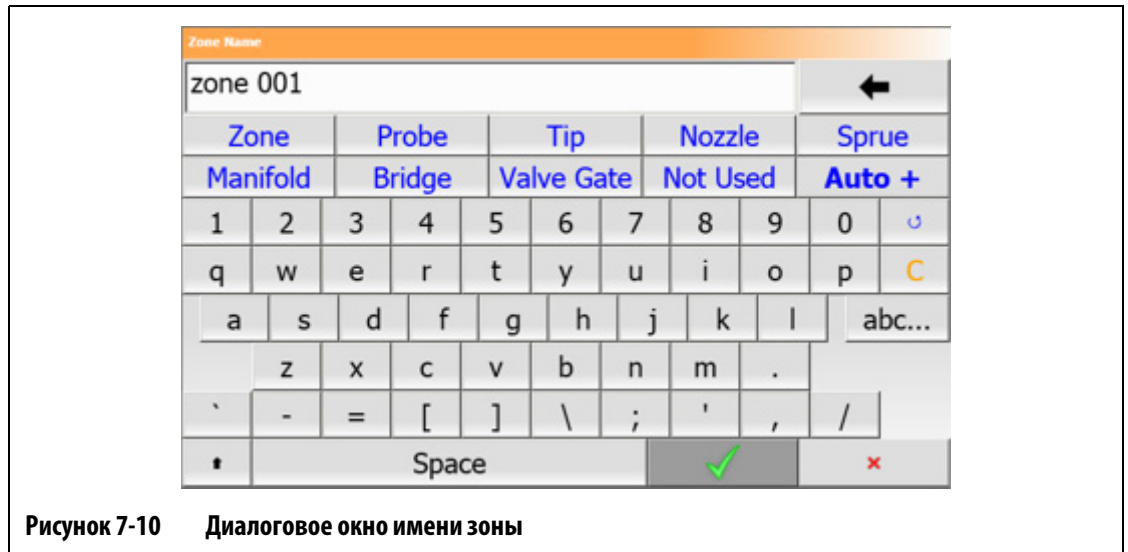 Zone Name
zone 001
Zone Probe Tip Nozzle Sprue
Manifold Bridge Valve Gate Not Used Auto +
1 2 3 4 5 6 7 8 9 0
q w e r t y u i o p C
a s d f g h j k l abc...
z x c v b n m .
` - = [ ] \ ; ' , /
Space
Рисунок 7-10 Диалоговое окно имени зоны